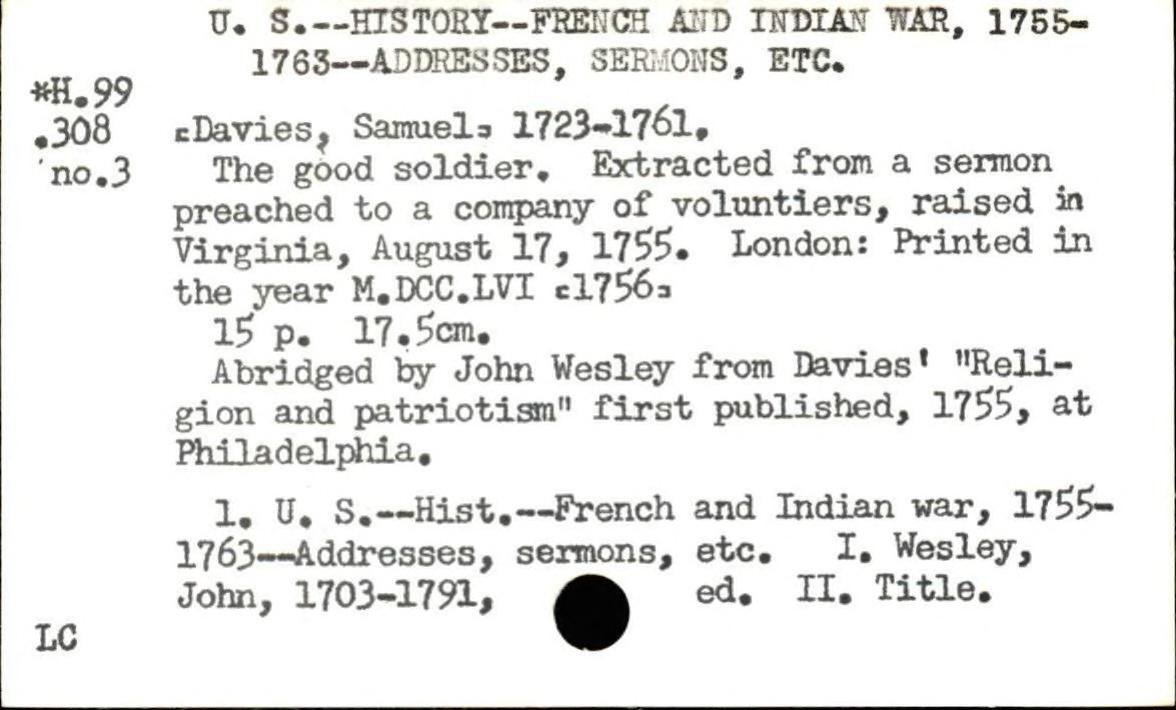 U. S.--HISTORY--FRENCH AND INDIAN WAR, 1755-
1763--ADDRESSES, SERMONS, ETC.
*H.99
.308
no.3
[Davies, Samuel] 1723-1761.
The good soldier. Extracted from a sermon
preached to a company of voluntiers, raised in
Virginia, August 17, 1755. London: Printed in
the year M.DCC.LVI [1756]
15 p. 17.5cm.
Abridged by John Wesley from Davies' "Reli-
gion and patriotism" first published, 1755, at
Philadelphia.
1. U. S.--Hist.--French and Indian war, 1755-
1763--Addresses, sermons, etc. I. Wesley,
John, 1703-1791, ed. II. Title.
LC